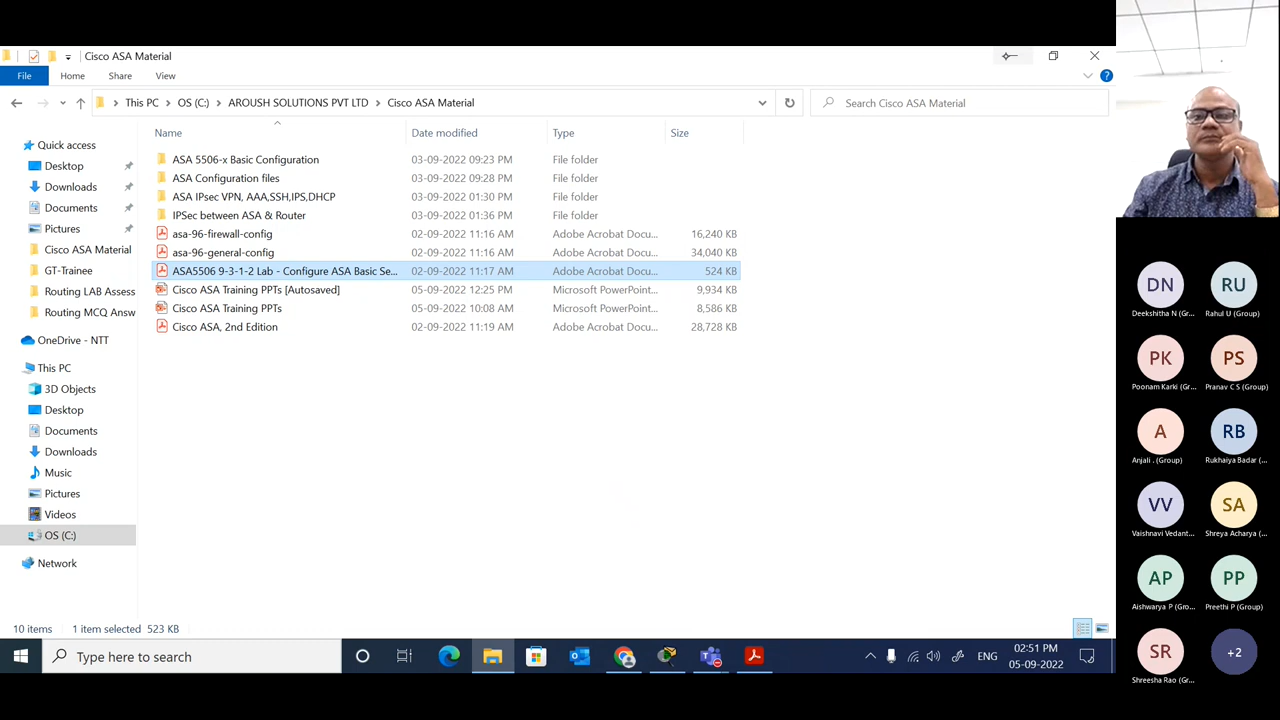 Cisco ASA Material
File Home Share View
This PC OS (C:) AROUSH SOLUTIONS PVT LTD Cisco ASA Material
Search Cisco ASA Material
Name Date modified Type Size
Quick access
Desktop
Downloads
Documents
Pictures
Cisco ASA Material
GT-Trainee
Routing LAB Assess
Routing MCQ Answ
OneDrive - NTT
This PC
3D Objects
Desktop
Documents
Downloads
Music
Pictures
Videos
OS (C:)
Network
ASA 5506-x Basic Configuration 03-09-2022 09:23 PM File folder
ASA Configuration files 03-09-2022 09:28 PM File folder
ASA IPsec VPN, AAA,SSH,IPS,DHCP 03-09-2022 01:30 PM File folder
IPSec between ASA & Router 03-09-2022 01:36 PM File folder
asa-96-firewall-config 02-09-2022 11:16 AM Adobe Acrobat Docu... 16,240 KB
asa-96-general-config 02-09-2022 11:16 AM Adobe Acrobat Docu... 34,040 KB
ASA5506 9-3-1-2 Lab - Configure ASA Basic Se... 02-09-2022 11:17 AM Adobe Acrobat Docu... 524 KB
Cisco ASA Training PPTs [Autosaved] 05-09-2022 12:25 PM Microsoft PowerPoint... 9,934 KB
Cisco ASA Training PPTs 05-09-2022 10:08 AM Microsoft PowerPoint... 8,586 KB
Cisco ASA, 2nd Edition 02-09-2022 11:19 AM Adobe Acrobat Docu... 28,728 KB
10 items 1 item selected 523 KB
Type here to search
ENG
02:51 PM
05-09-2022
DN RU
Deekshitha N (Gr... Rahul U (Group)
PK PS
Poonam Karki (Gr... Pranav C S (Group)
A RB
Anjali . (Group) Rukhaiya Badar (...
VV SA
Vaishnavi Vedant... Shreya Acharya (...
AP PP
Aishwarya P (Gro... Preethi P (Group)
SR +2
Shreesha Rao (Gr...